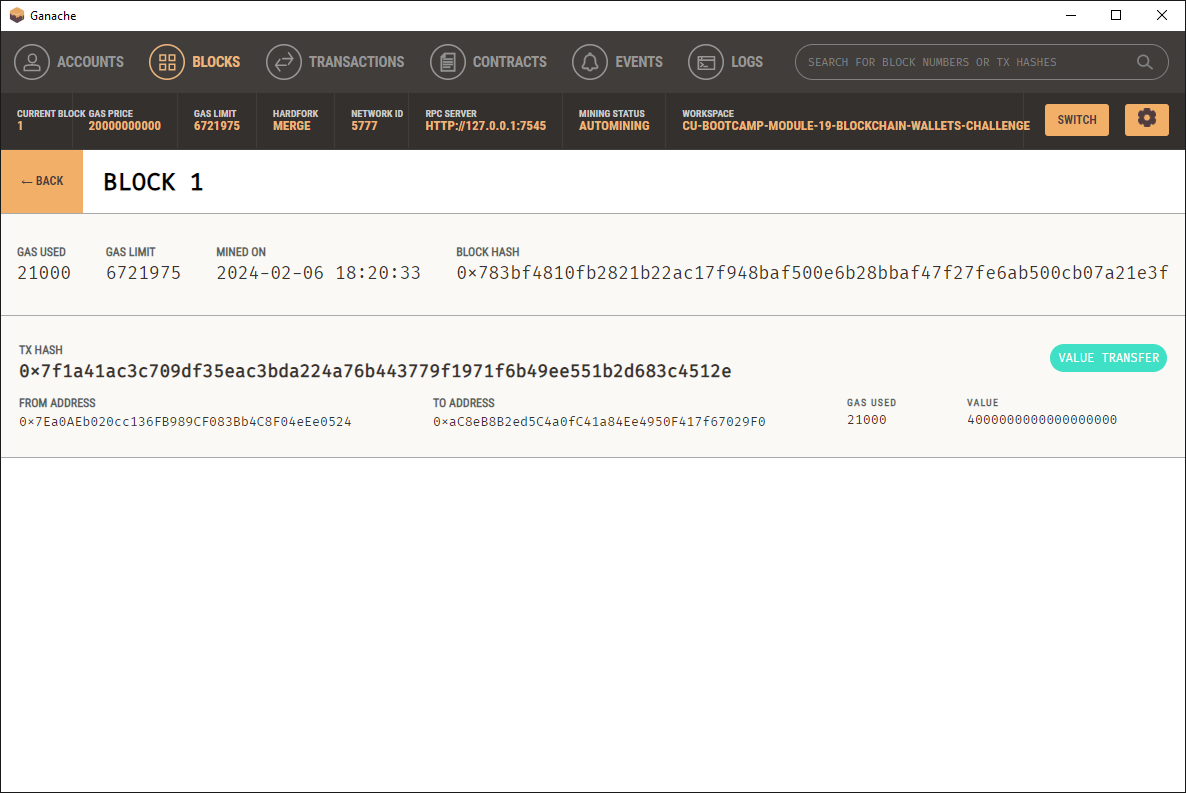 Ganache
ACCOUNTS BLOCKS TRANSACTIONS CONTRACTS EVENTS LOGS SEARCH FOR BLOCK NUMBERS OR TX HASHES
CURRENT BLOCK GAS PRICE GAS LIMIT HARDFORK NETWORK ID RPC SERVER MINING STATUS WORKSPACE
1 20000000000 6721975 MERGE 5777 HTTP://127.0.0.1:7545 AUTOMINING CU-BOOTCAMP-MODULE-19-BLOCKCHAIN-WALLETS-CHALLENGE SWITCH
← BACK BLOCK 1
GAS USED GAS LIMIT MINED ON BLOCK HASH
21000 6721975 2024-02-06 18:20:33 0×783bf4810fb2821b22ac17f948baf500e6b28bbaf47f27fe6ab500cb07a21e3f
TX HASH
0×7f1a41ac3c709df35eac3bda224a76b443779f1971f6b49ee551b2d683c4512e VALUE TRANSFER
FROM ADDRESS TO ADDRESS GAS USED VALUE
0×7Ea0AEb020cc136FB989CF083Bb4C8F04eEe0524 0×aC8eB8B2ed5C4a0fC41a84Ee4950F417f67029F0 21000 4000000000000000000